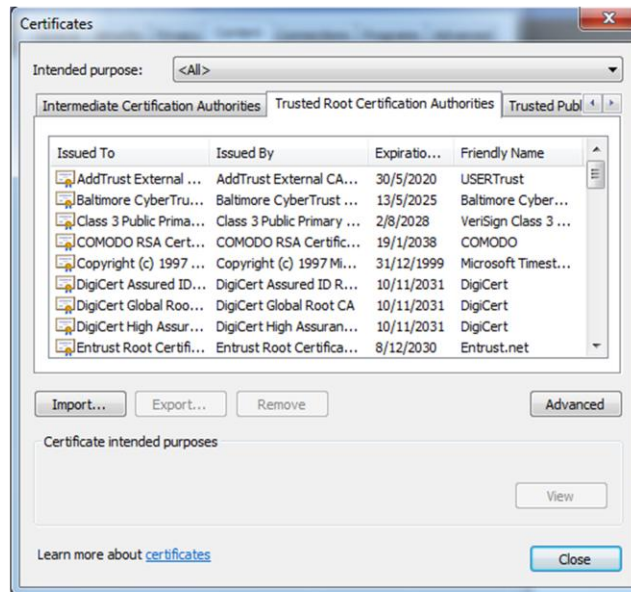 Certificates
Intended purpose: <All>
Intermediate Certification Authorities Trusted Root Certification Authorities Trusted Publ
Issued To Issued By Expiratio... Friendly Name
AddTrust External ... AddTrust External CA... 30/5/2020 USERTrust
Baltimore CyberTru... Baltimore CyberTrust ... 13/5/2025 Baltimore Cyber...
Class 3 Public Prima... Class 3 Public Primary ... 2/8/2028 VeriSign Class 3 ...
COMODO RSA Cert... COMODO RSA Certific... 19/1/2038 COMODO
Copyright (c) 1997 ... Copyright (c) 1997 Mi... 31/12/1999 Microsoft Timest...
DigiCert Assured ID... DigiCert Assured ID R... 10/11/2031 DigiCert
DigiCert Global Roo... DigiCert Global Root CA 10/11/2031 DigiCert
DigiCert High Assur... DigiCert High Assuran... 10/11/2031 DigiCert
Entrust Root Certifi... Entrust Root Certifica... 8/12/2030 Entrust.net
Import... Export... Remove Advanced
Certificate intended purposes
View
Learn more about certificates
Close